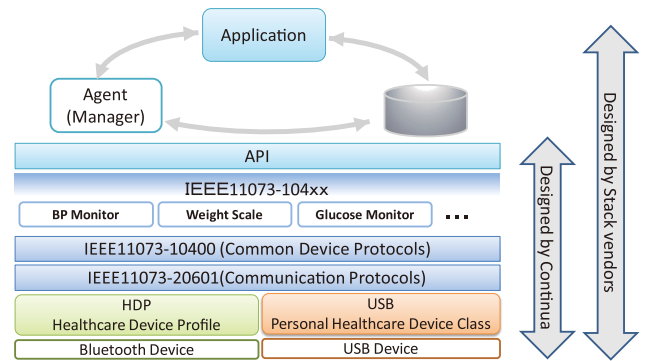 Application
Agent
(Manager)
API
IEEE11073-104xx
BP Monitor
Weight Scale
Glucose Monitor
...
IEEE11073-10400 (Common Device Protocols)
IEEE11073-20601(Communication Protocols)
HDP
Healthcare Device Profile
USB
Personal Healthcare Device Class
Bluetooth Device
USB Device
Designed by Continua
Designed by Stack vendors